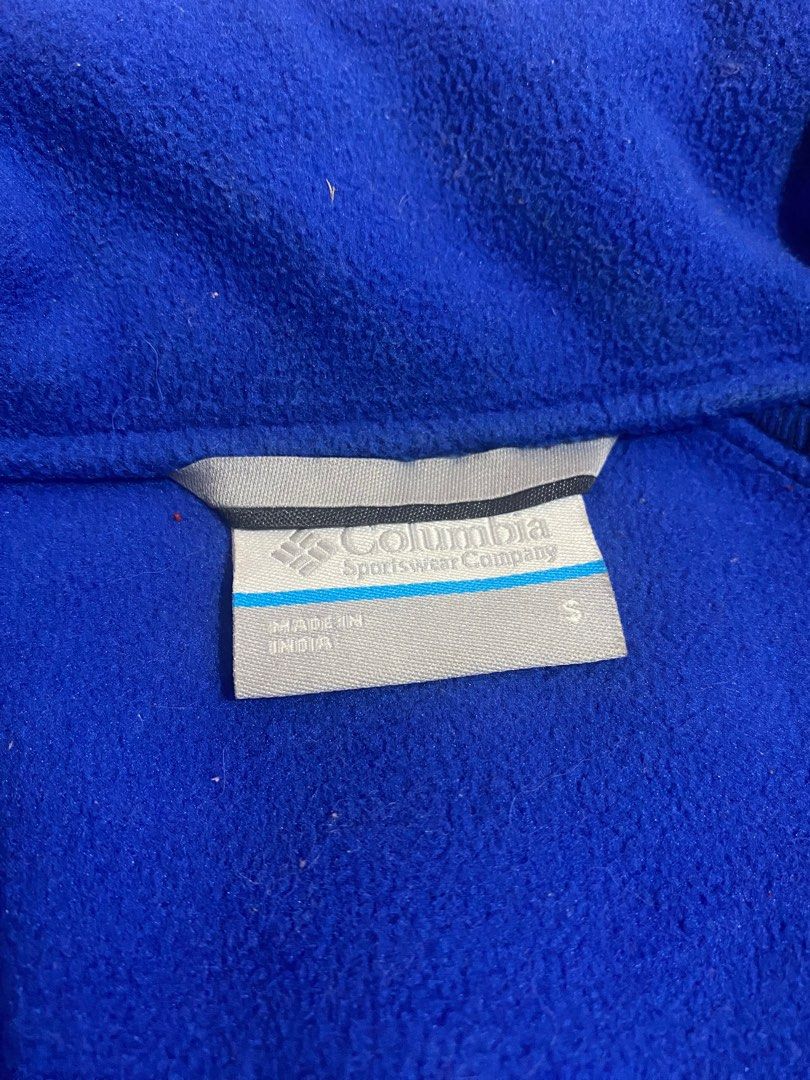 Columbia
Sportswear Company
MADE IN
INDIA
S